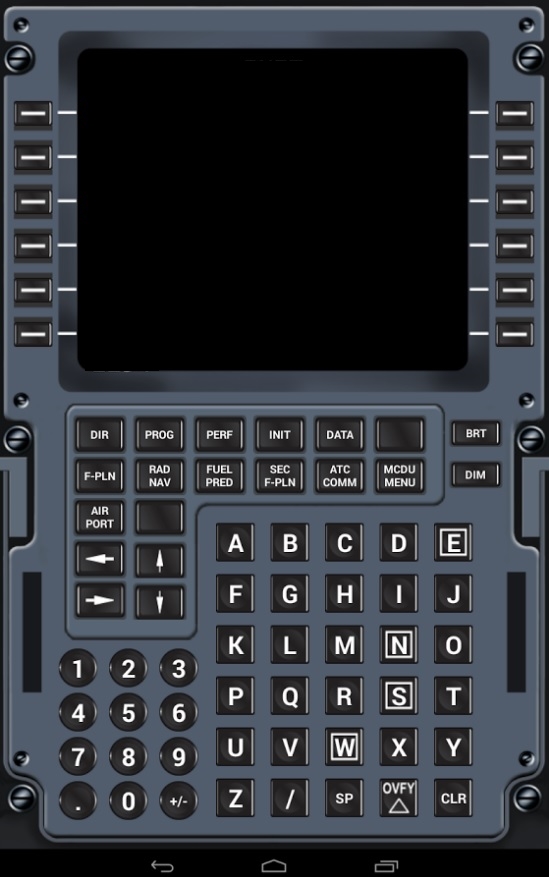 DIR PROG PERF INIT DATA BRT
F-PLN RAD NAV FUEL PRED SEC F-PLN ATC COMM MCDU MENU DIM
AIR PORT
A B C D E
F G H I J
K L M N O
1 2 3
P Q R S T
4 5 6
U V W X Y
7 8 9
Z / SP OVFY CLR
. 0 +/-